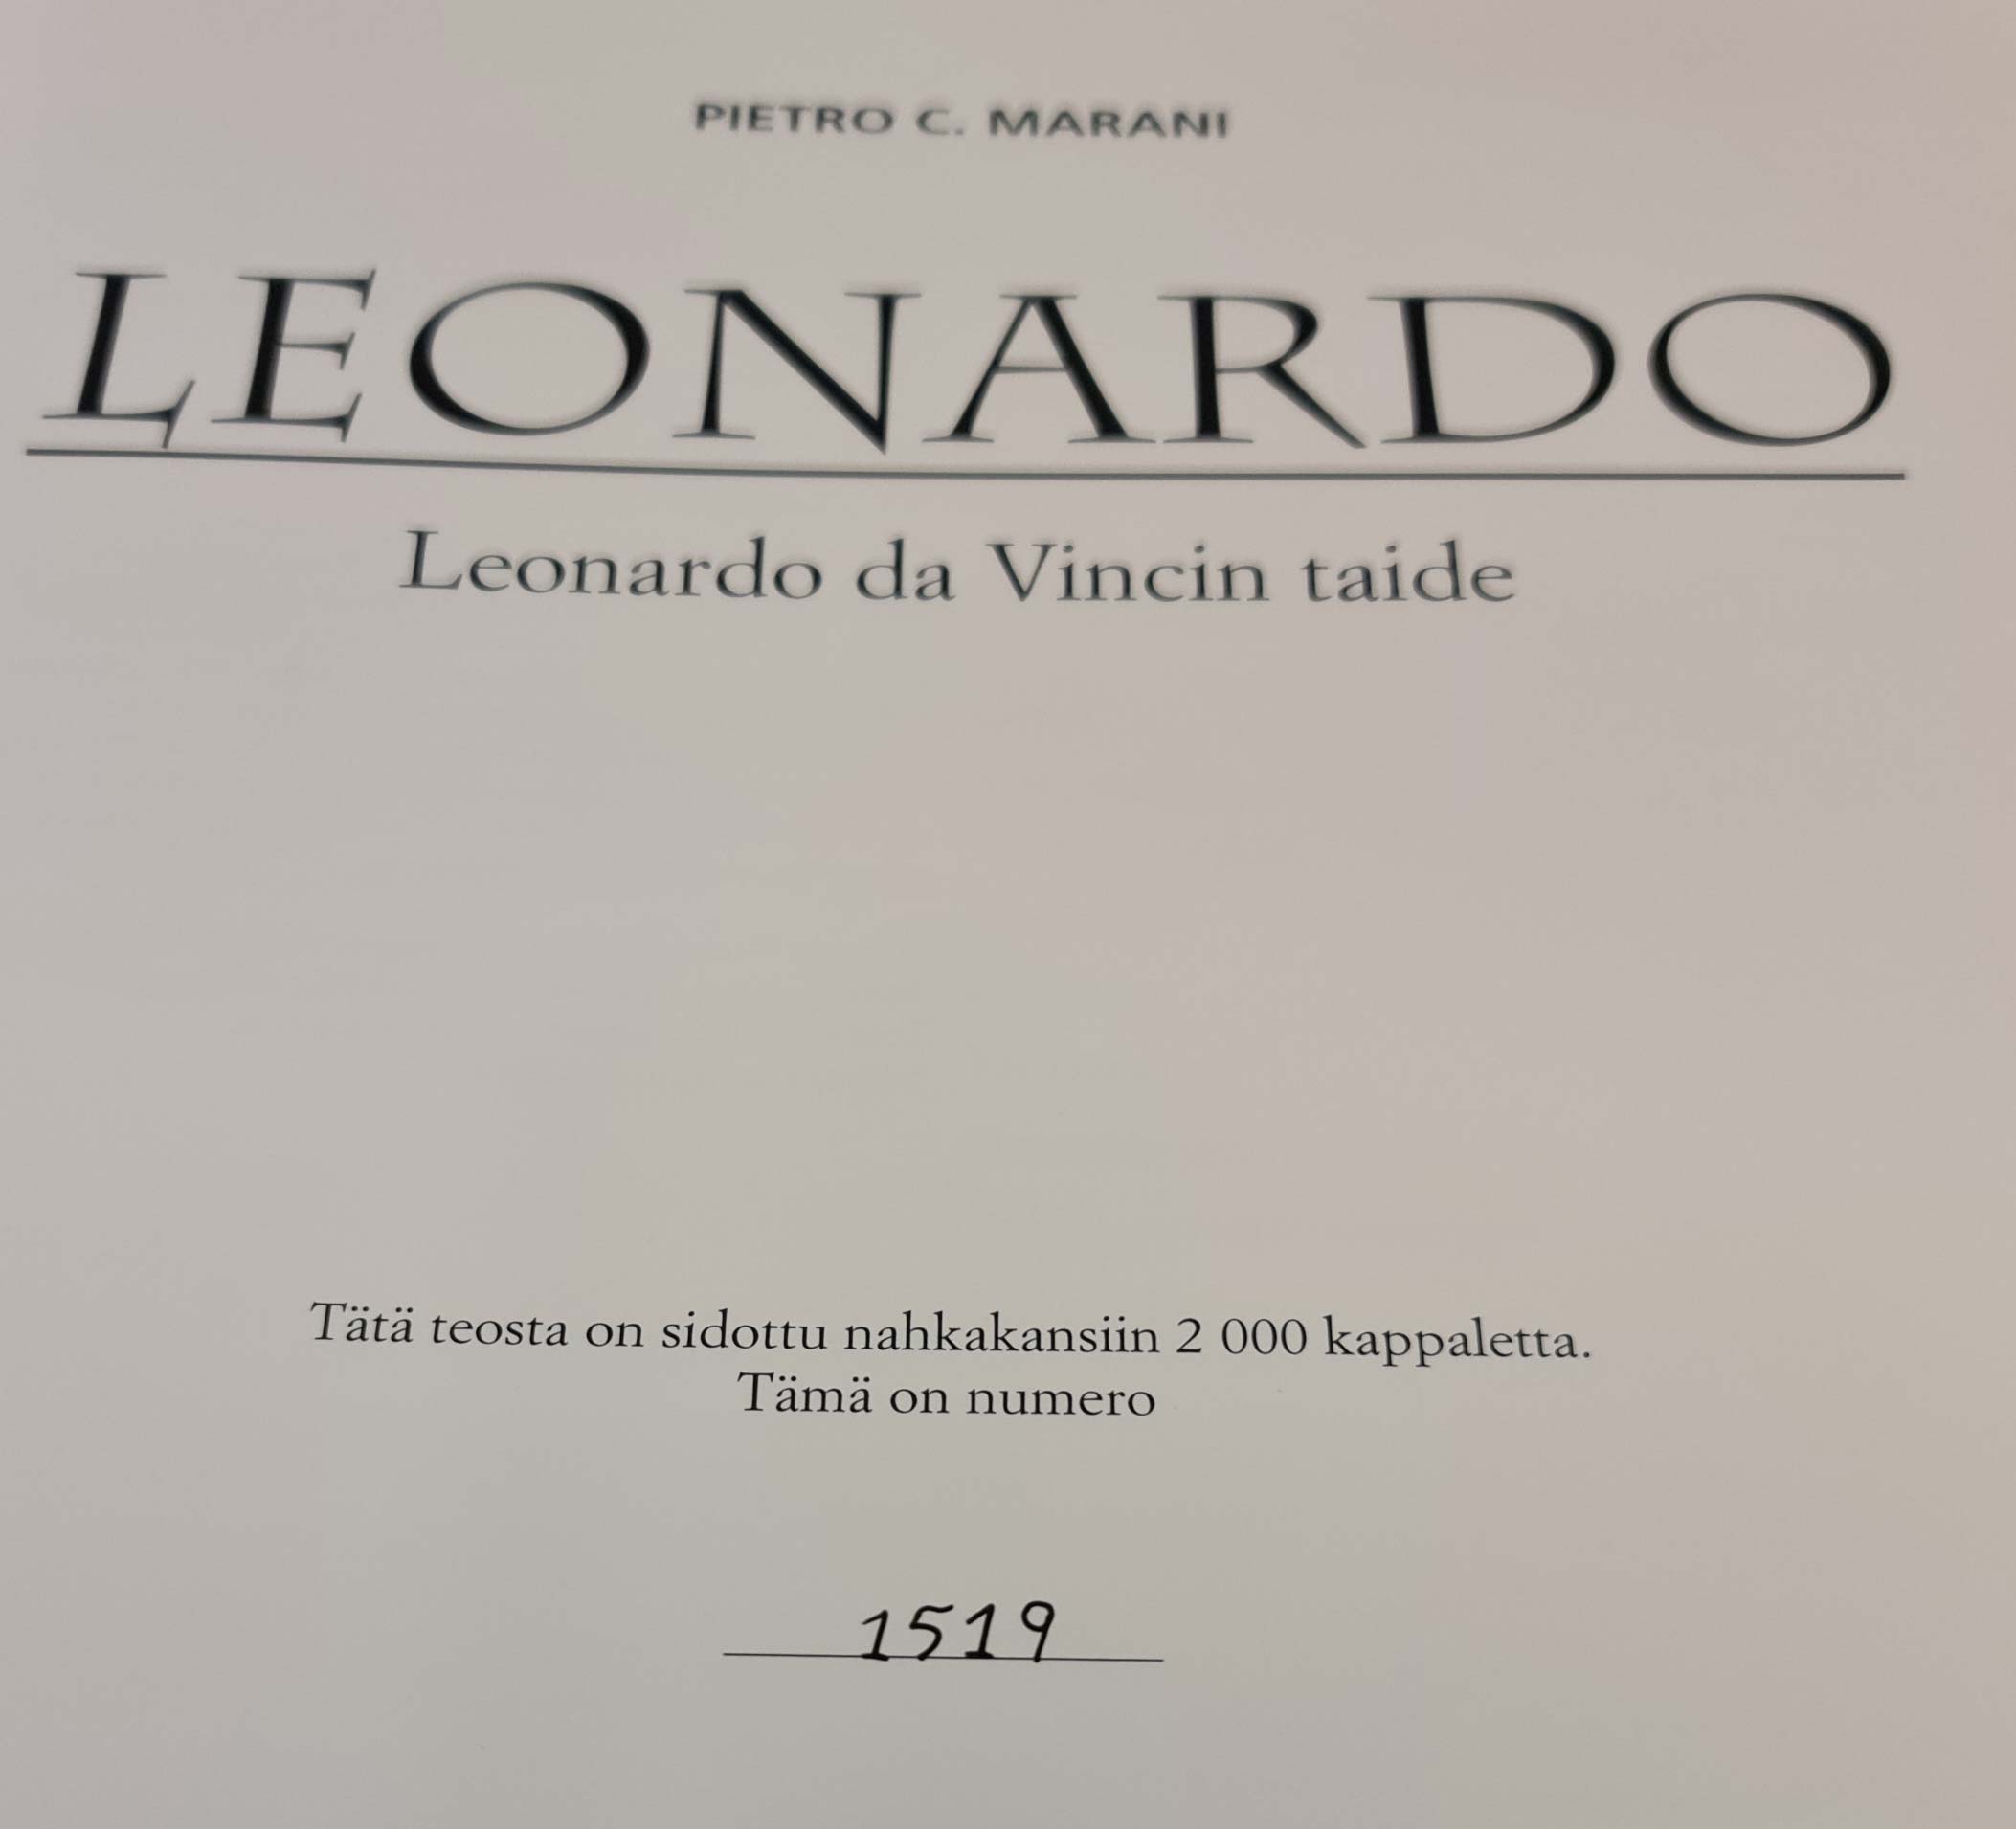 PIETRO C. MARANI
LEONARDO
Leonardo da Vincin taide
Tätä teosta on sidottu nahkakansiin 2 000 kappaletta.
Tämä on numero
1519